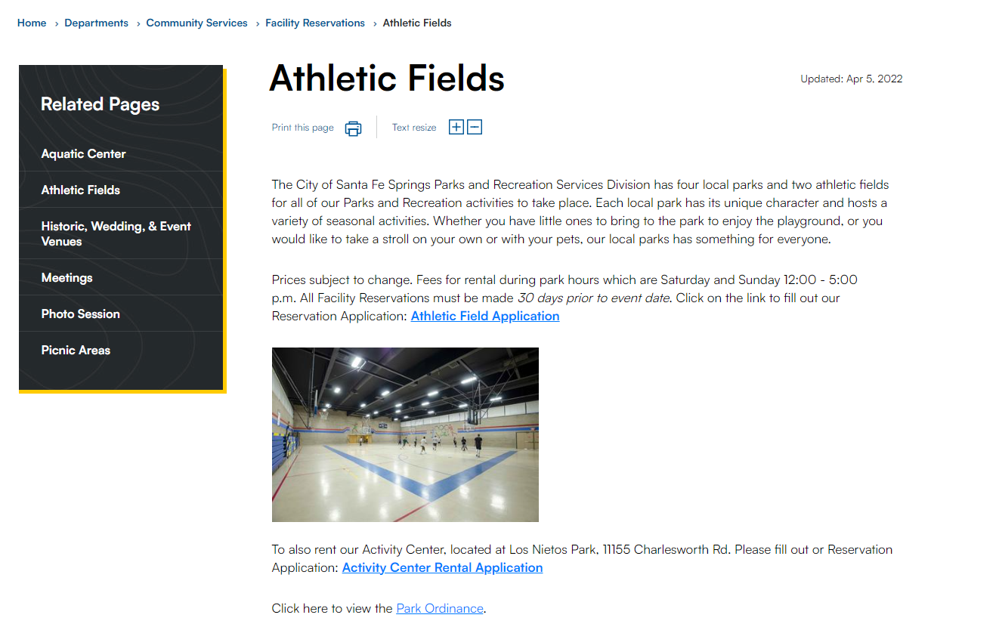 Home › Departments › Community Services › Facility Reservations › Athletic Fields
Related Pages
Aquatic Center
Athletic Fields
Historic, Wedding, & Event
Venues
Meetings
Photo Session
Picnic Areas
Athletic Fields
Updated: Apr 5, 2022
Print this page
Text resize
The City of Santa Fe Springs Parks and Recreation Services Division has four local parks and two athletic fields
for all of our Parks and Recreation activities to take place. Each local park has its unique character and hosts a
variety of seasonal activities. Whether you have little ones to bring to the park to enjoy the playground, or you
would like to take a stroll on your own or with your pets, our local parks has something for everyone.
Prices subject to change. Fees for rental during park hours which are Saturday and Sunday 12:00 - 5:00
p.m. All Facility Reservations must be made 30 days prior to event date. Click on the link to fill out our
Reservation Application: Athletic Field Application
To also rent our Activity Center, located at Los Nietos Park, 11155 Charlesworth Rd. Please fill out or Reservation
Application: Activity Center Rental Application
Click here to view the Park Ordinance.